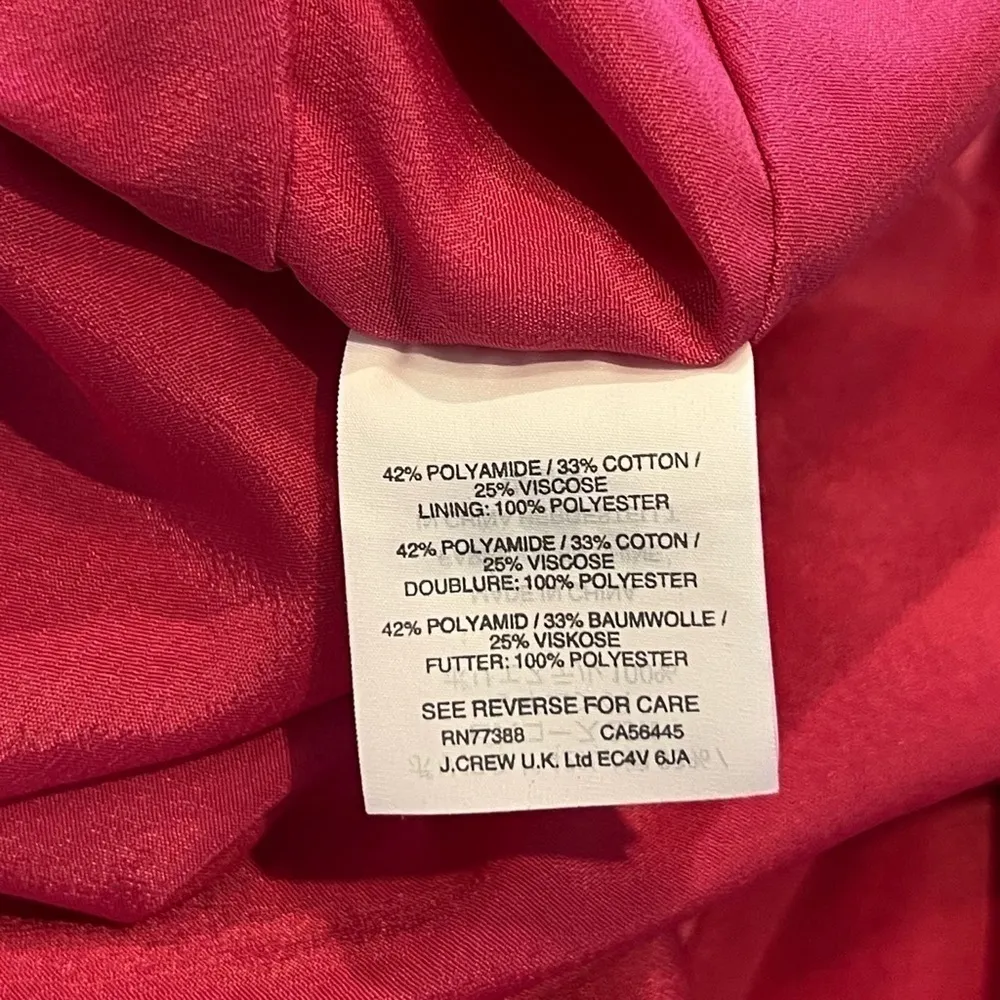 42% POLYAMIDE / 33% COTTON /
25% VISCOSE
LINING: 100% POLYESTER
42% POLYAMIDE / 33% COTON /
25% VISCOSE
DOUBLURE: 100% POLYESTER
42% POLYAMID / 33% BAUMWOLLE /
25% VISKOSE
FUTTER: 100% POLYESTER
SEE REVERSE FOR CARE
RN77388 CA56445
J.CREW U.K. Ltd EC4V 6JA